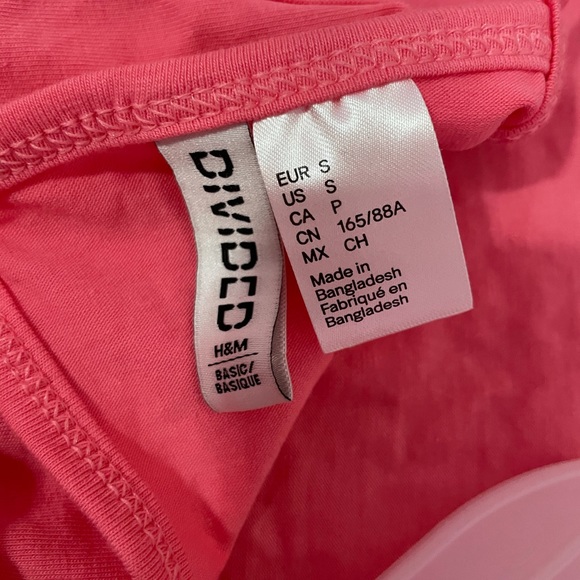 DIVIDED
H&M
BASIC/
BASIQUE
EUR S
US S
CA P
CN 165/88A
MX CH
Made in
Bangladesh
Fabriqué en
Bangladesh